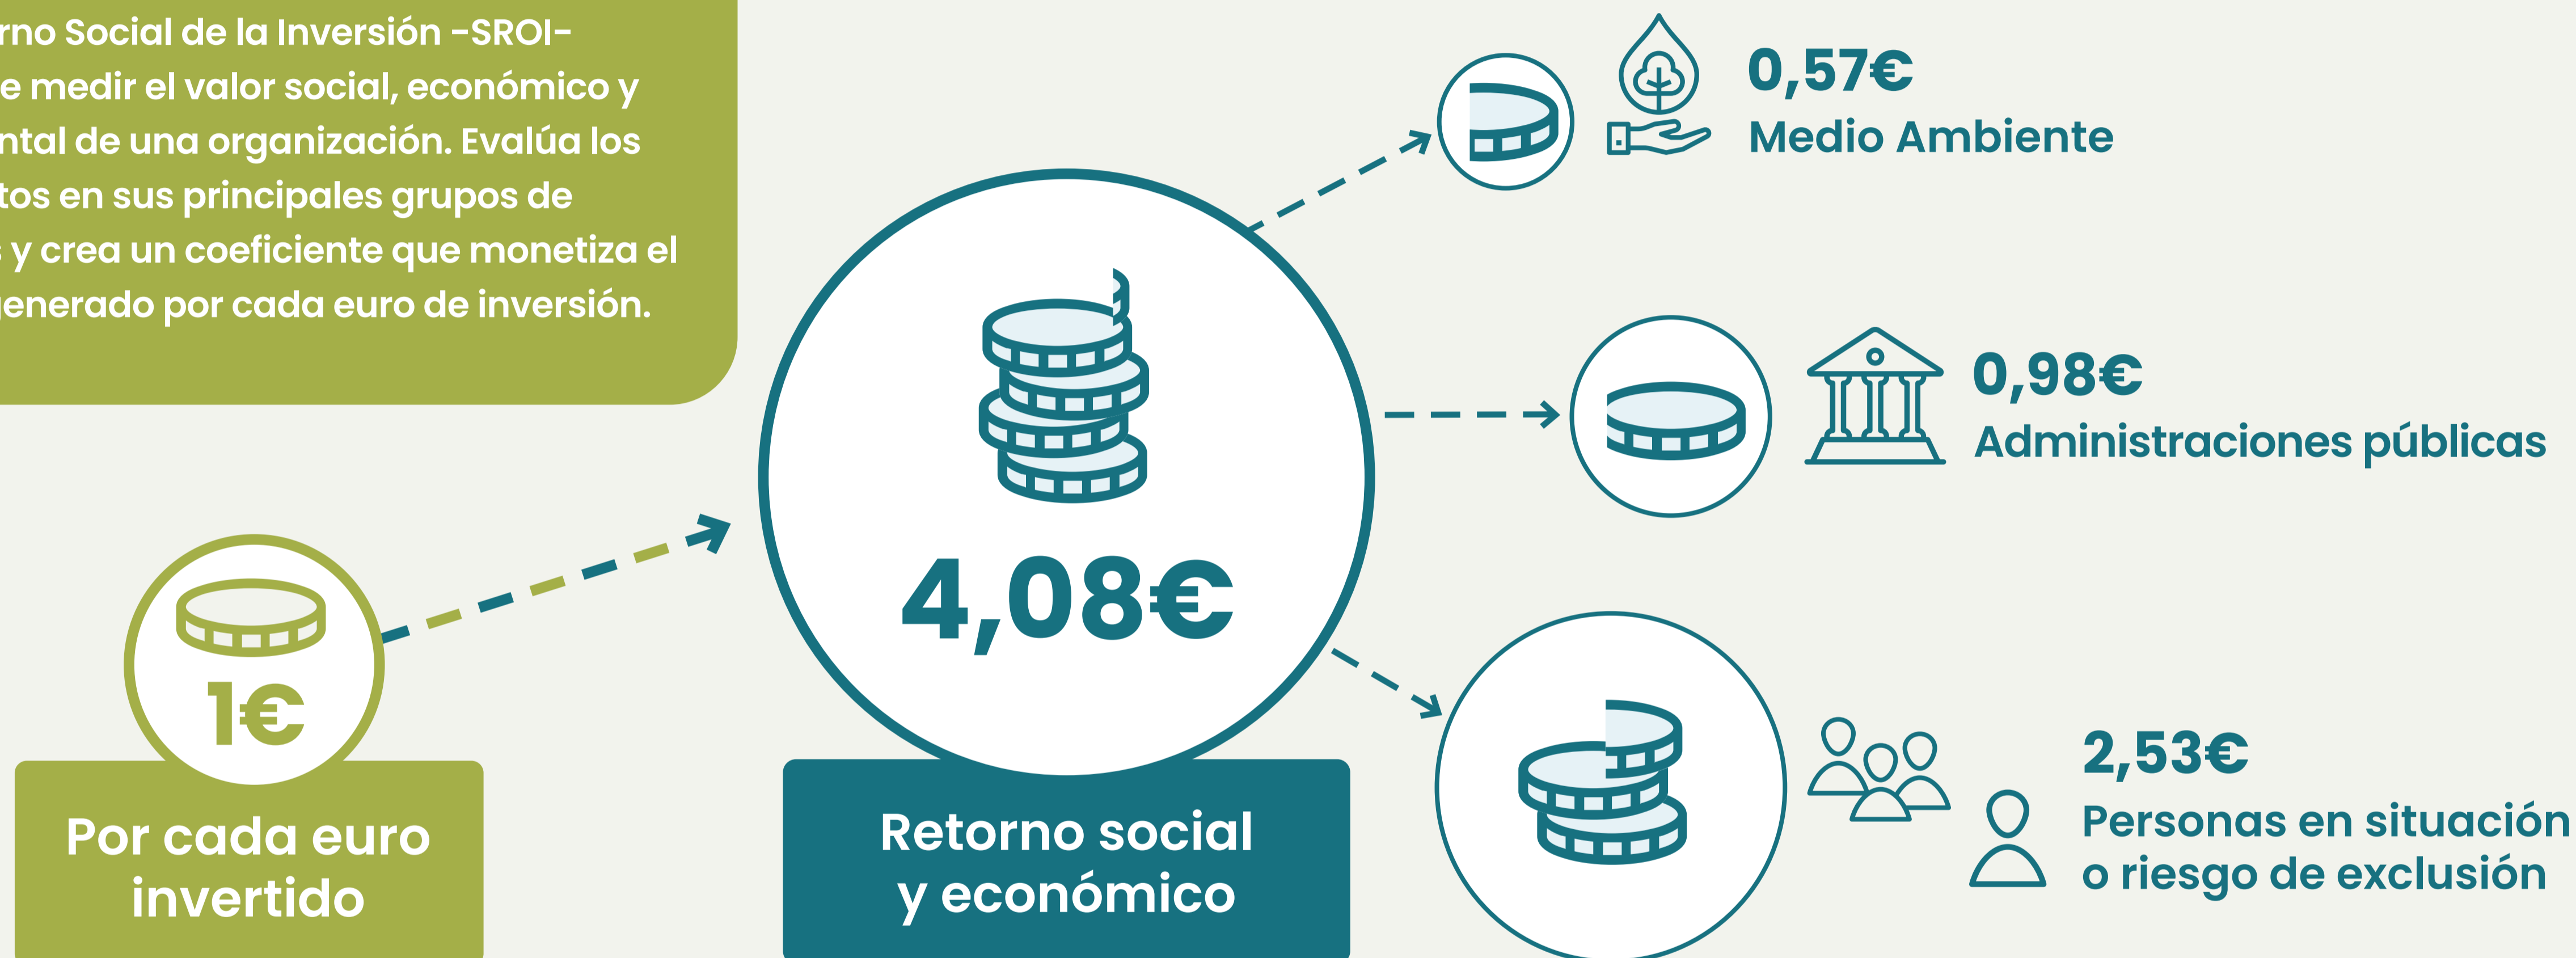 rno Social de la Inversión -SROI-
e medir el valor social, económico y
ntal de una organización. Evalúa los
tos en sus principales grupos de
s y crea un coeficiente que monetiza el
generado por cada euro de inversión.
1€
Por cada euro
invertido
4,08€
Retorno social
y económico
0,57€
Medio Ambiente
0,98€
Administraciones públicas
2,53€
Personas en situación
o riesgo de exclusión